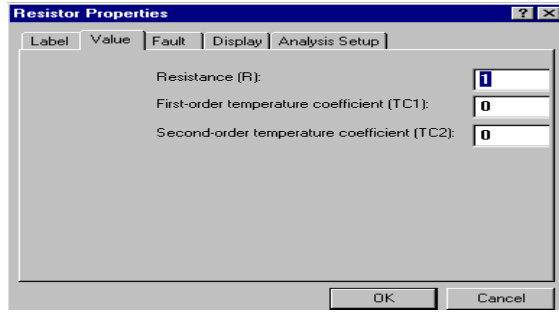 Resistor Properties
Label Value Fault Display Analysis Setup
Resistance (R): 1
First-order temperature coefficient (TC1): 0
Second-order temperature coefficient (TC2): 0
OK Cancel